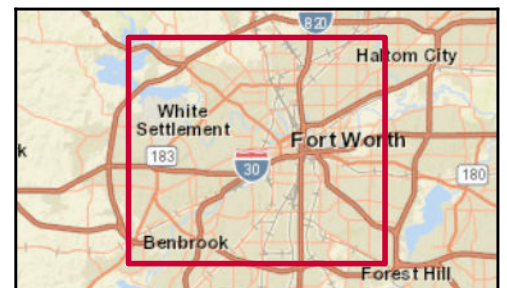 820
Haltom City
White
Settlement
Fort Worth
k
183
30
180
Benbrook
Forest Hill